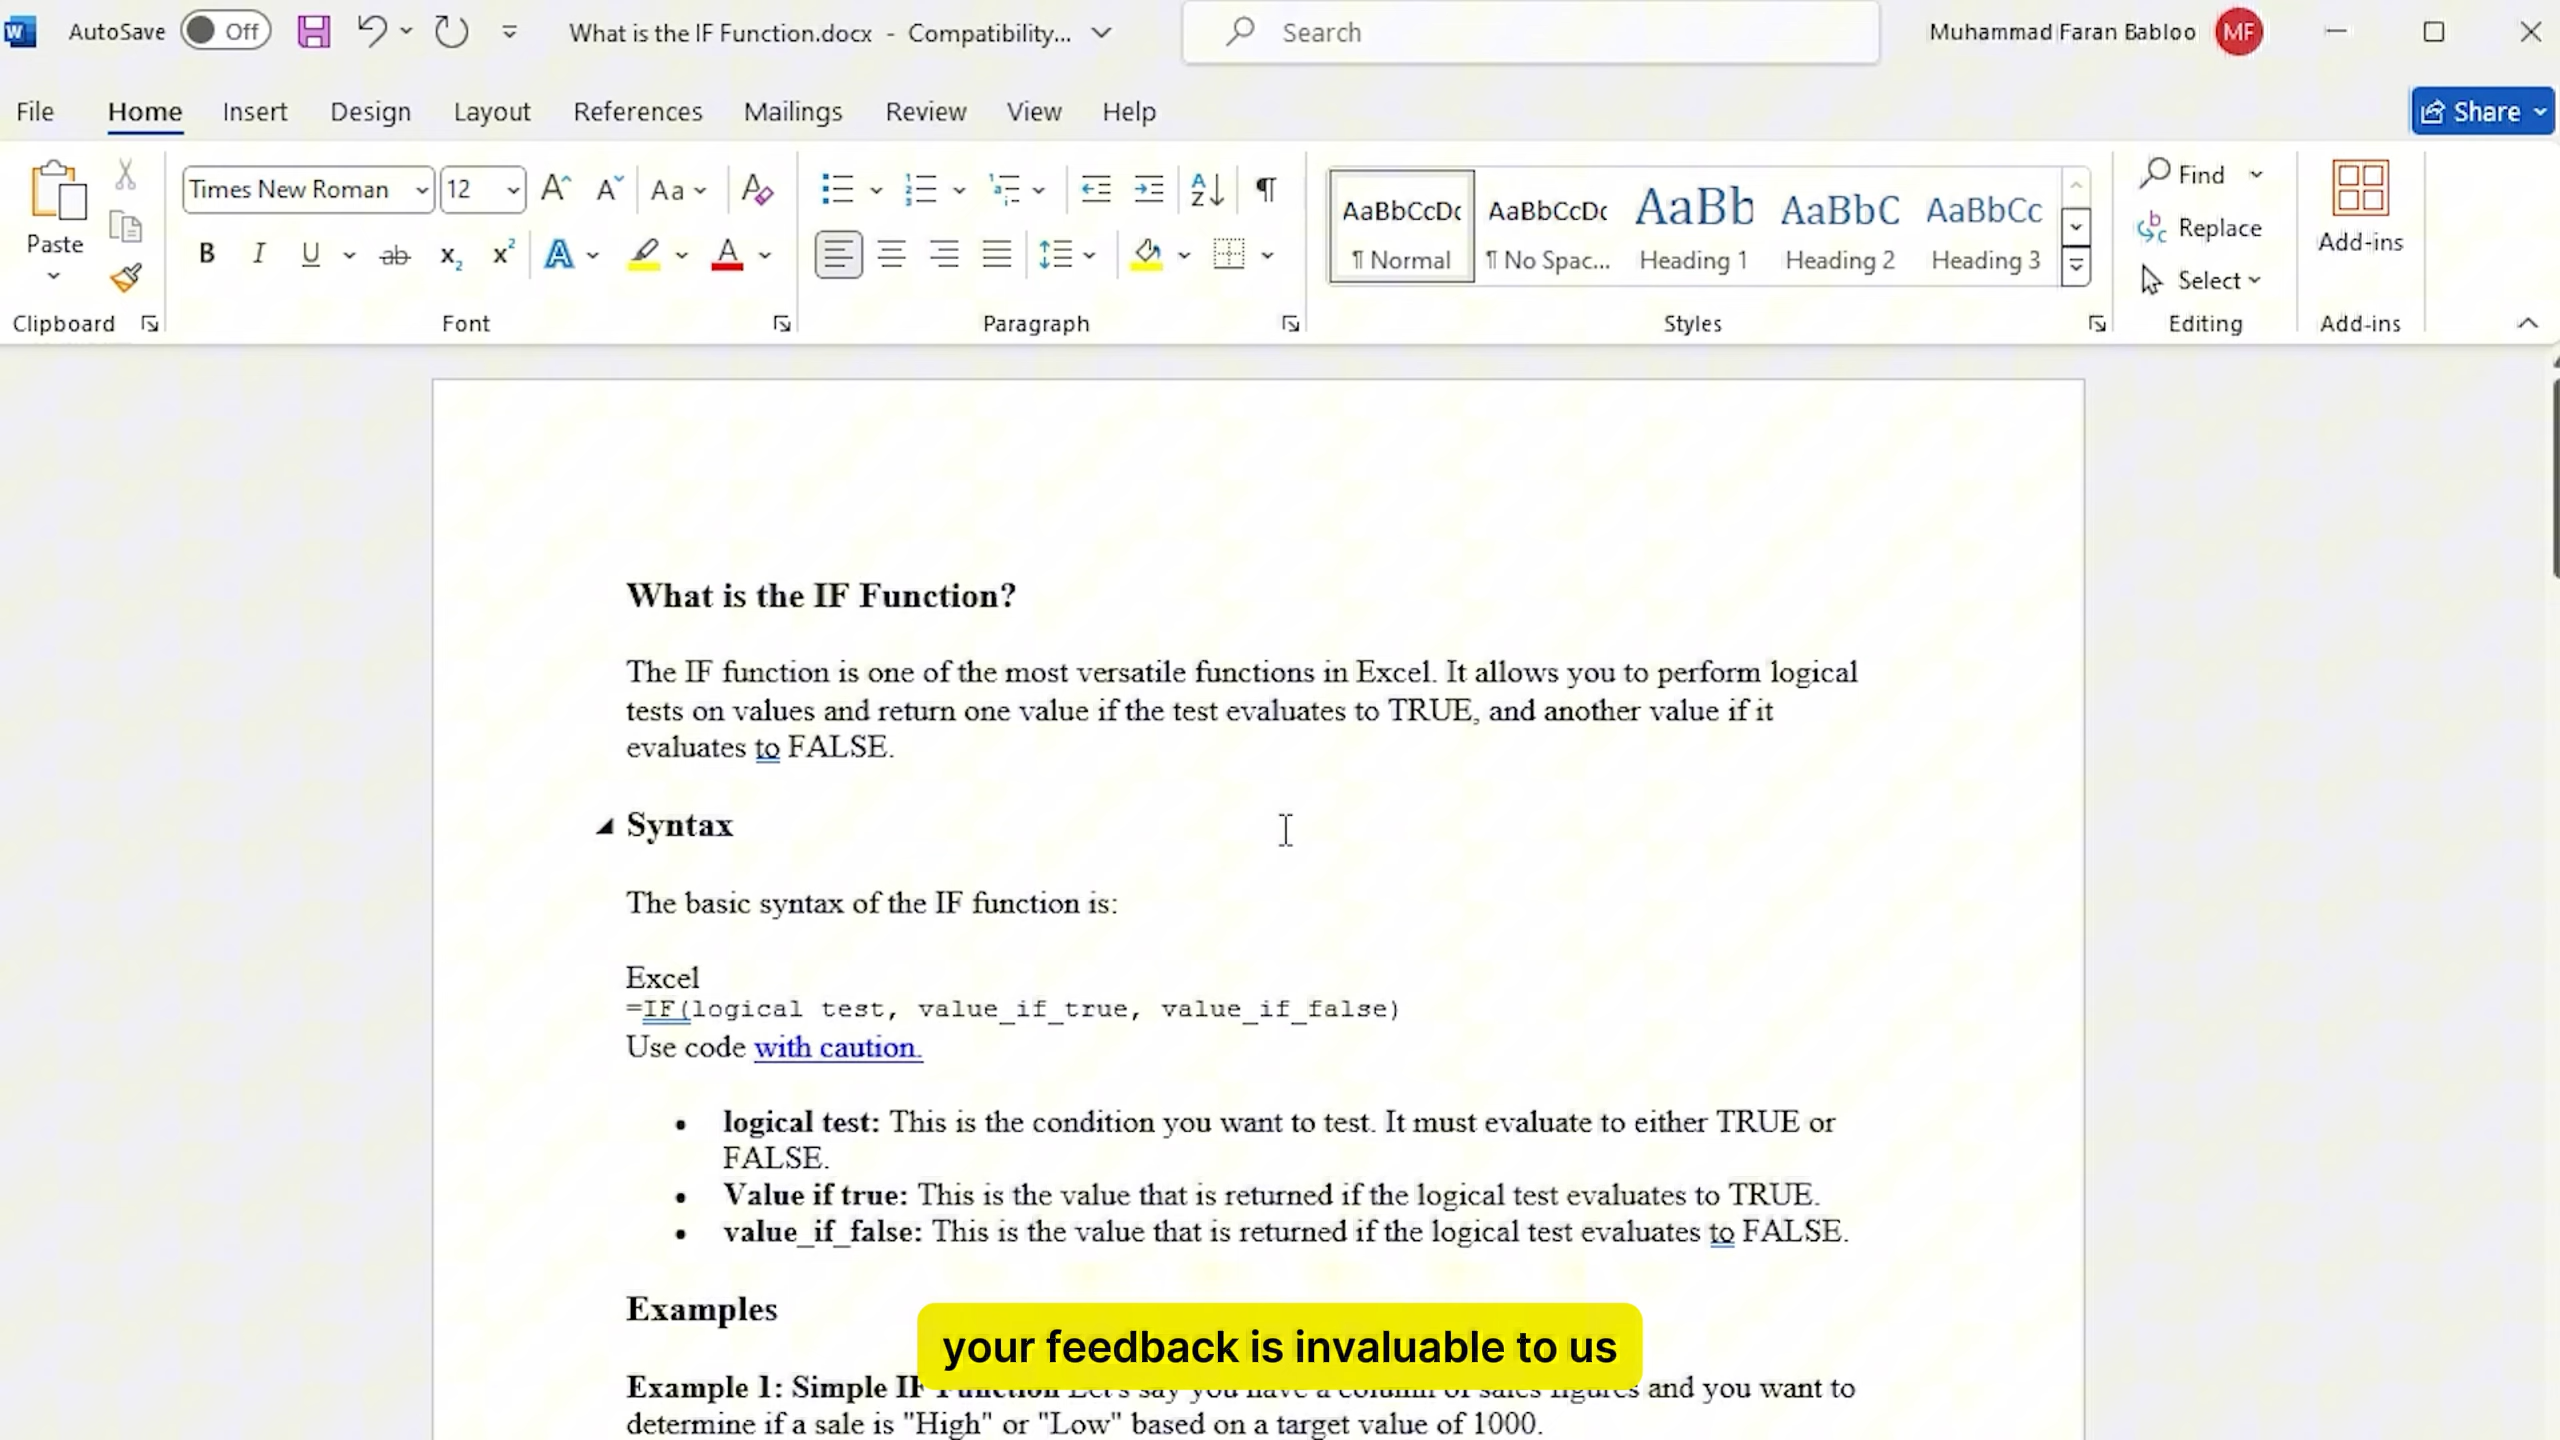 AutoSave Off What is the IF Function.docx - Compatibility... Search Muhammad Faran Babloo MF
File Home Insert Design Layout References Mailings Review View Help Share
Paste
Times New Roman 12 Aa
AaBbCcDc AaBbCcDc AaBb AaBbC AaBbCc
¶ Normal ¶ No Spac... Heading 1 Heading 2 Heading 3
Find
Replace
Select
Add-ins
Clipboard Font Paragraph Styles Editing Add-ins
What is the IF Function?
The IF function is one of the most versatile functions in Excel. It allows you to perform logical
tests on values and return one value if the test evaluates to TRUE, and another value if it
evaluates to FALSE.
Syntax
The basic syntax of the IF function is:
Excel
=IF(logical test, value_if_true, value_if_false)
Use code with caution.
• logical test: This is the condition you want to test. It must evaluate to either TRUE or
FALSE.
• Value if true: This is the value that is returned if the logical test evaluates to TRUE.
• value_if_false: This is the value that is returned if the logical test evaluates to FALSE.
Examples
your feedback is invaluable to us
Example 1: Simple IF Function Let's say you have a column of sales figures and you want to
determine if a sale is "High" or "Low" based on a target value of 1000.